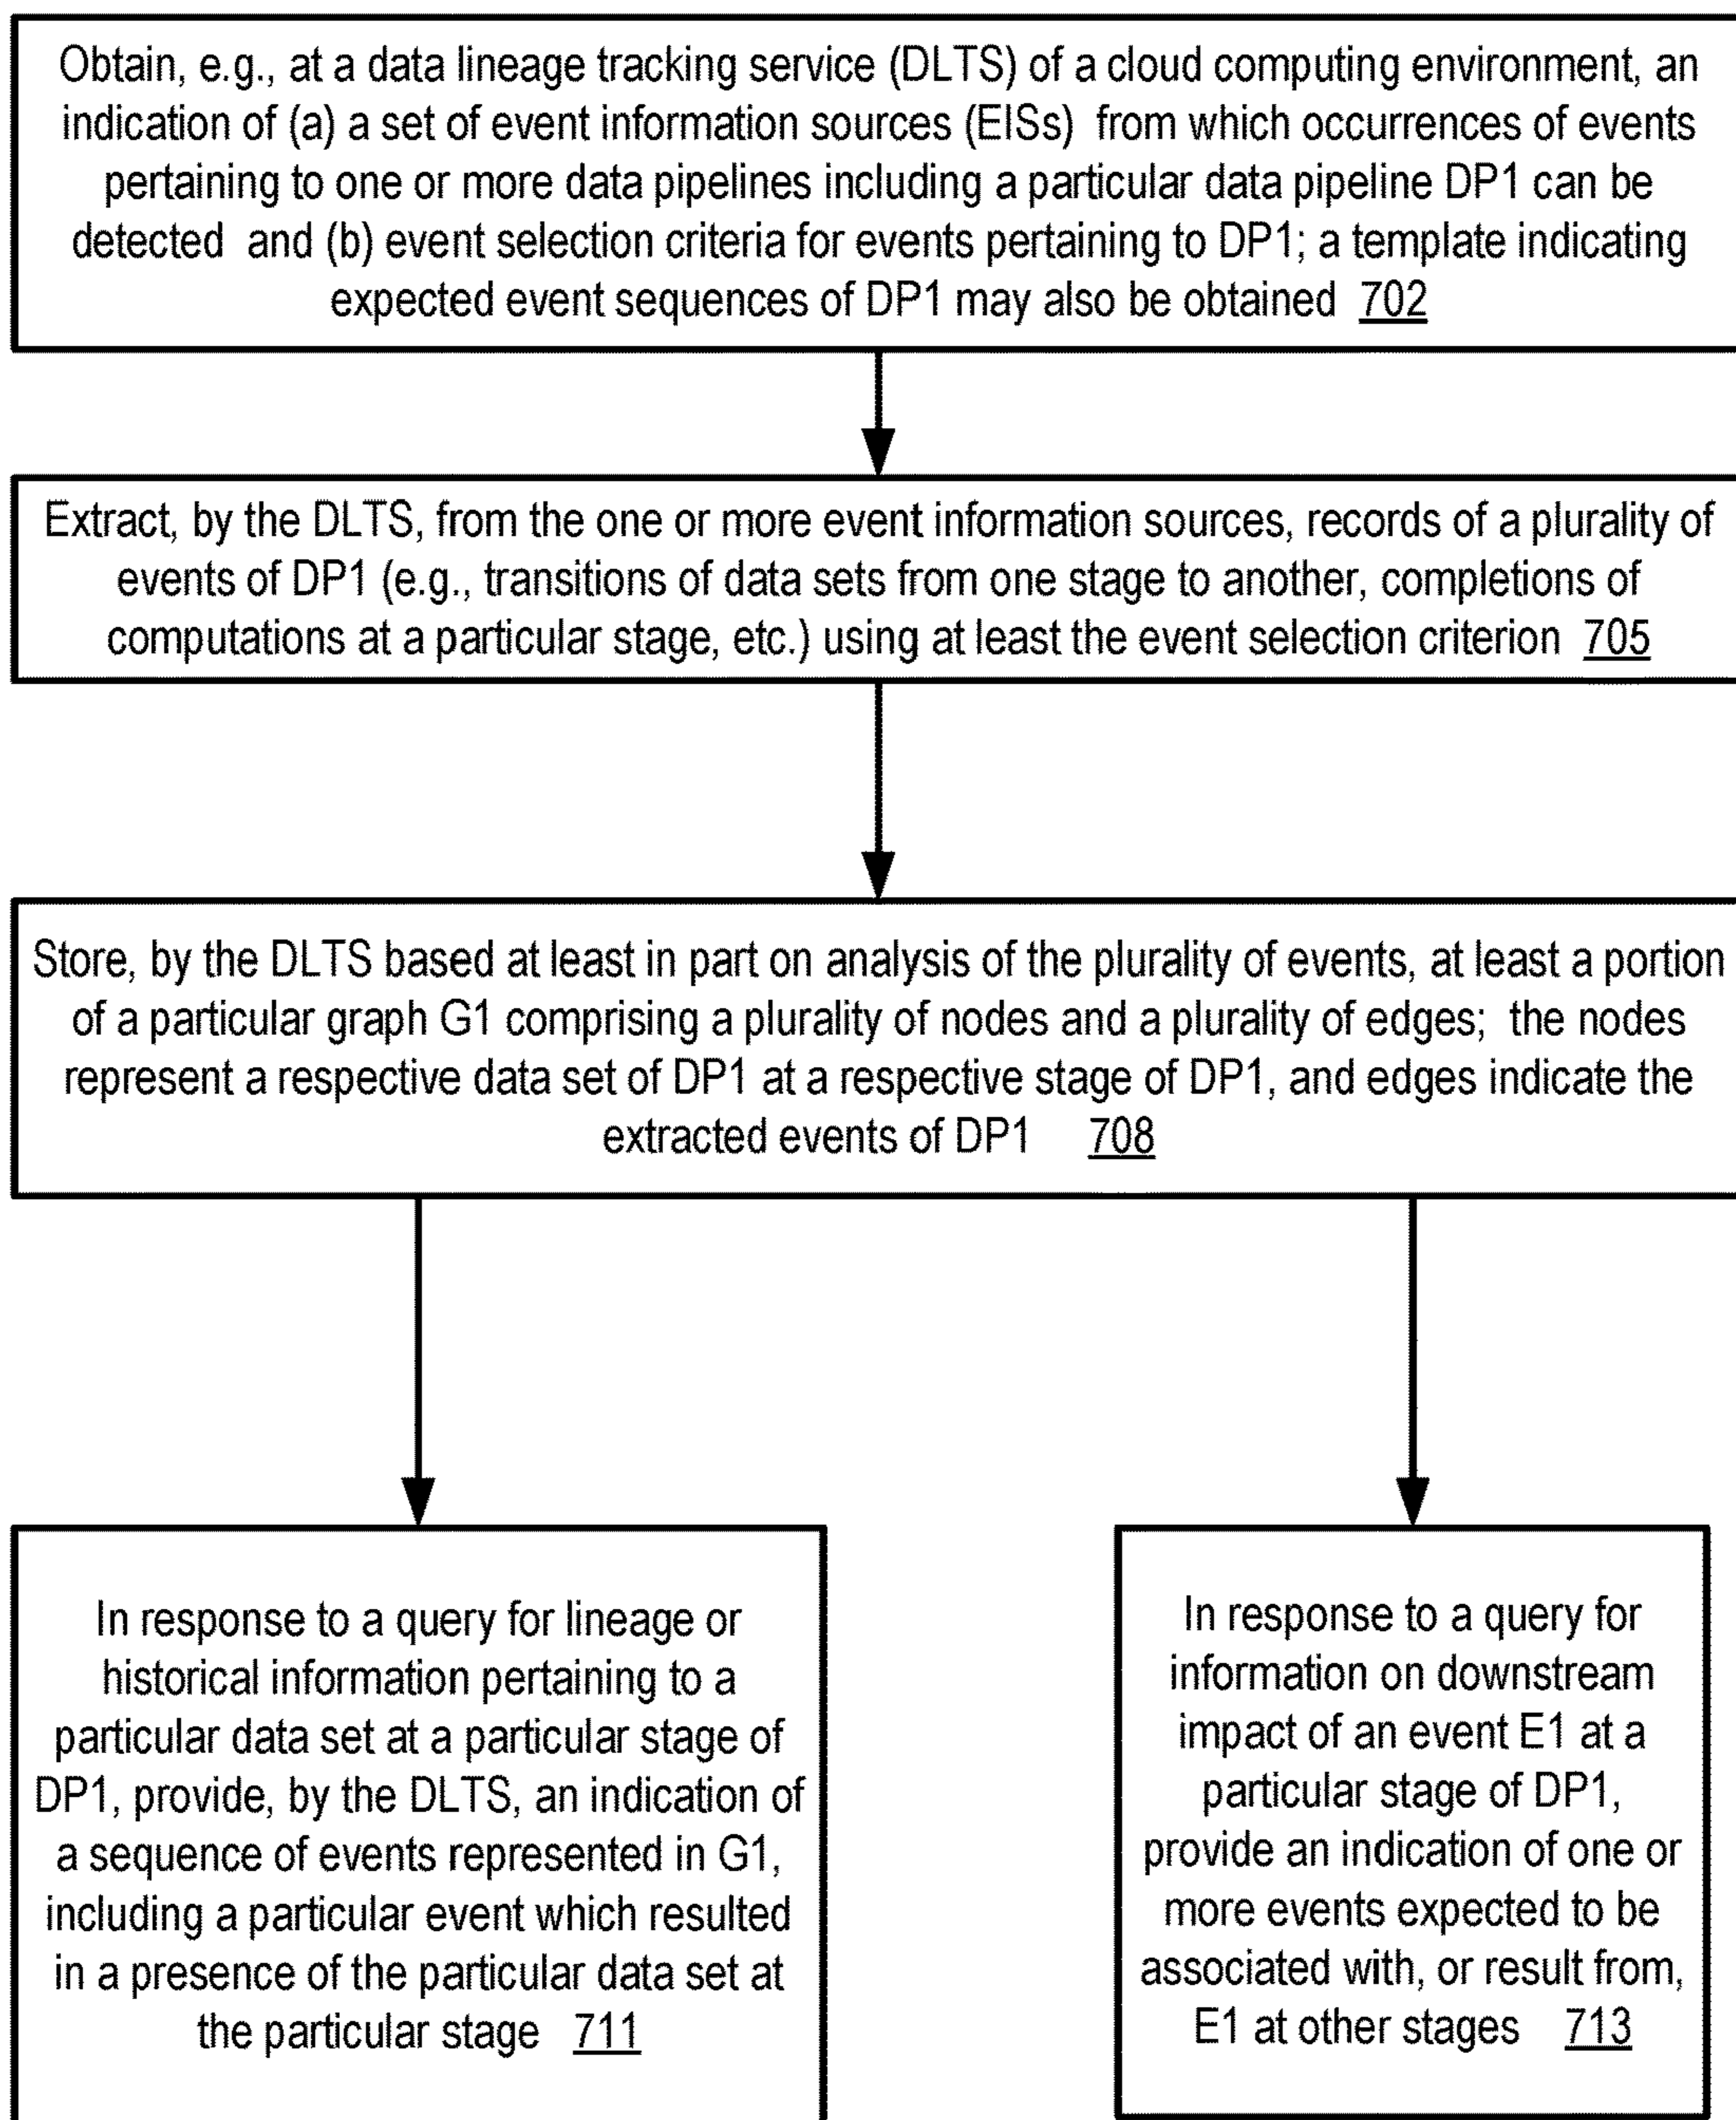 Obtain, e.g., at a data lineage tracking service (DLTS) of a cloud computing environment, an
indication of (a) a set of event information sources (EISs) from which occurrences of events
pertaining to one or more data pipelines including a particular data pipeline DP1 can be
detected and (b) event selection criteria for events pertaining to DP1; a template indicating
expected event sequences of DP1 may also be obtained 702
Extract, by the DLTS, from the one or more event information sources, records of a plurality of
events of DP1 (e.g., transitions of data sets from one stage to another, completions of
computations at a particular stage, etc.) using at least the event selection criterion 705
Store, by the DLTS based at least in part on analysis of the plurality of events, at least a portion
of a particular graph G1 comprising a plurality of nodes and a plurality of edges; the nodes
represent a respective data set of DP1 at a respective stage of DP1, and edges indicate the
extracted events of DP1 708
In response to a query for lineage or
historical information pertaining to a
particular data set at a particular stage of
DP1, provide, by the DLTS, an indication of
a sequence of events represented in G1,
including a particular event which resulted
in a presence of the particular data set at
the particular stage 711
In response to a query for
information on downstream
impact of an event E1 at a
particular stage of DP1,
provide an indication of one or
more events expected to be
associated with, or result from,
E1 at other stages 713